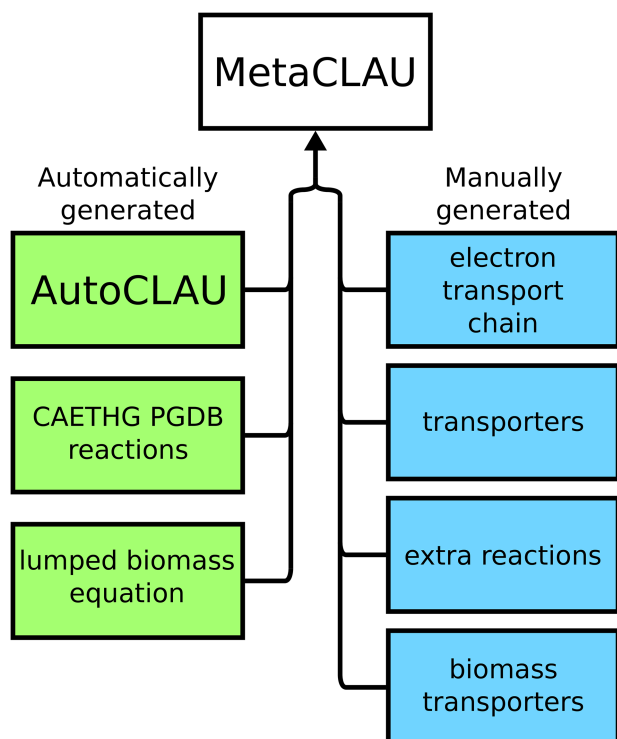 MetaCLAU
Automatically
generated
AutoCLAU
CAETHG PGDB
reactions
lumped biomass
equation
Manually
generated
electron
transport
chain
transporters
extra reactions
biomass
transporters